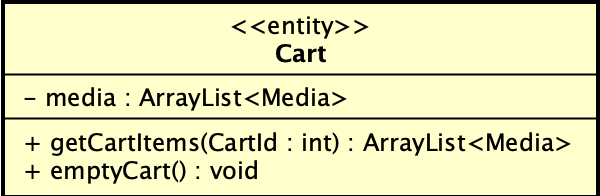 <<entity>>
Cart
- media : ArrayList<Media>
+ getCartItems(CartId : int) : ArrayList<Media>
+ emptyCart() : void